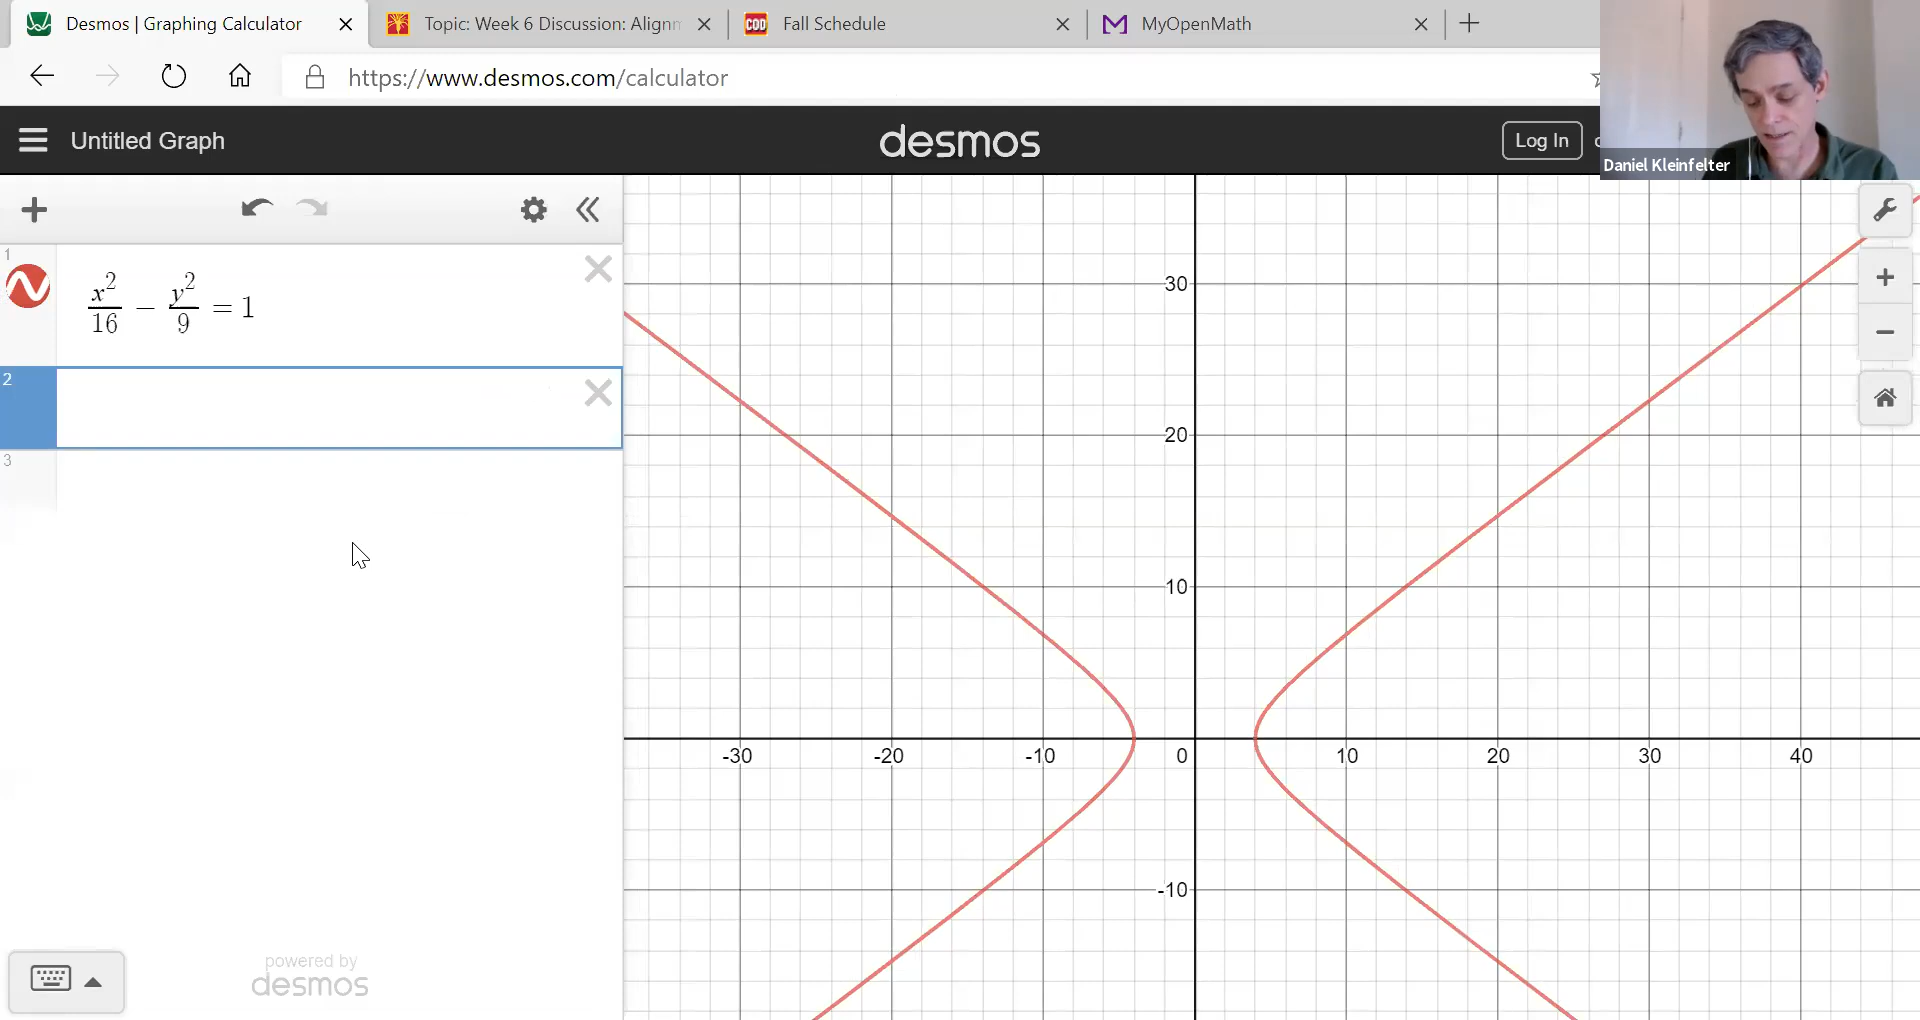 Desmos | Graphing Calculator
Topic: Week 6 Discussion: Alignm
COD
Fall Schedule
MyOpenMath
https://www.desmos.com/calculator
Untitled Graph
desmos
Log In
Daniel Kleinfelter
1
x^2/16 − y^2/9 = 1
2
3
30
20
10
-30 -20 -10 0 10 20 30 40
-10
powered by
desmos